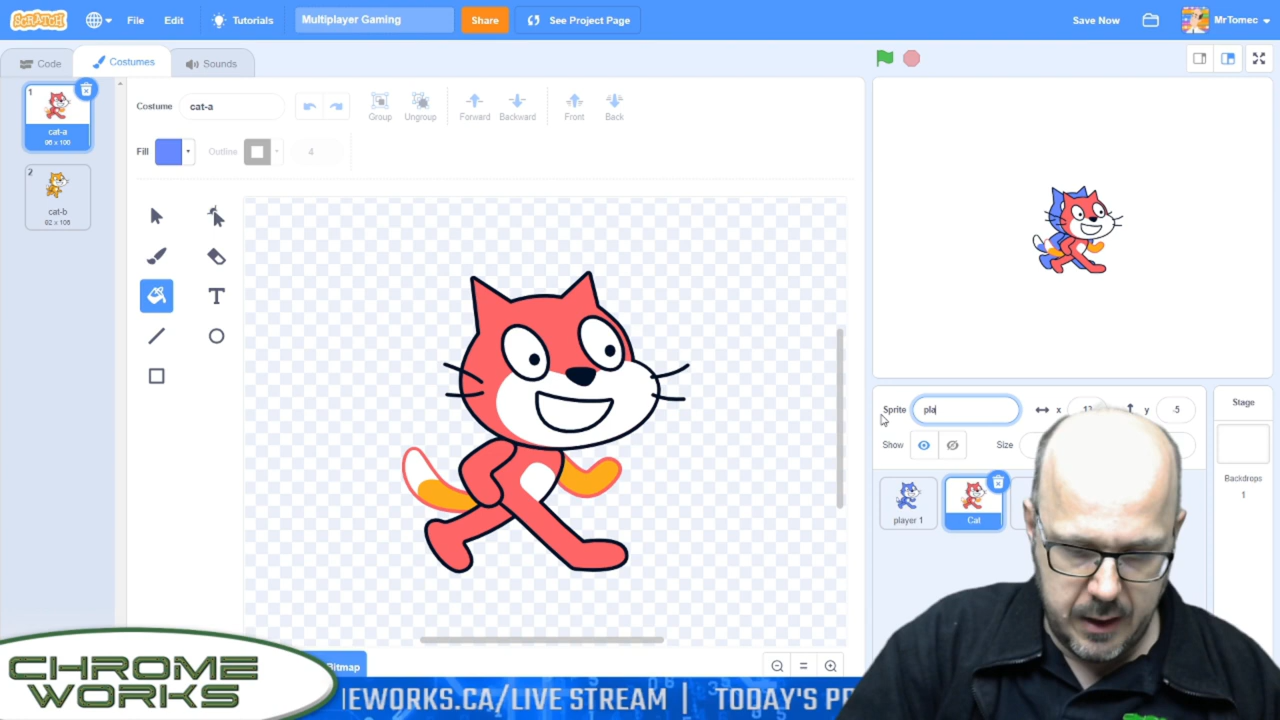 SCRATCH
File
Edit
Tutorials
Multiplayer Gaming
Share
See Project Page
Save Now
MrTomec
Code
Costumes
Sounds
1
cat-a
96 x 100
2
cat-b
92 x 106
Costume
cat-a
Group
Ungroup
Forward
Backward
Front
Back
Fill
Outline
4
T
Bitmap
Sprite
pla
x
y
-5
Show
Size
player 1
Cat
Stage
Backdrops
1
CHROME
WORKS
IEWORKS.CA/LIVE STREAM | TODAY'S P